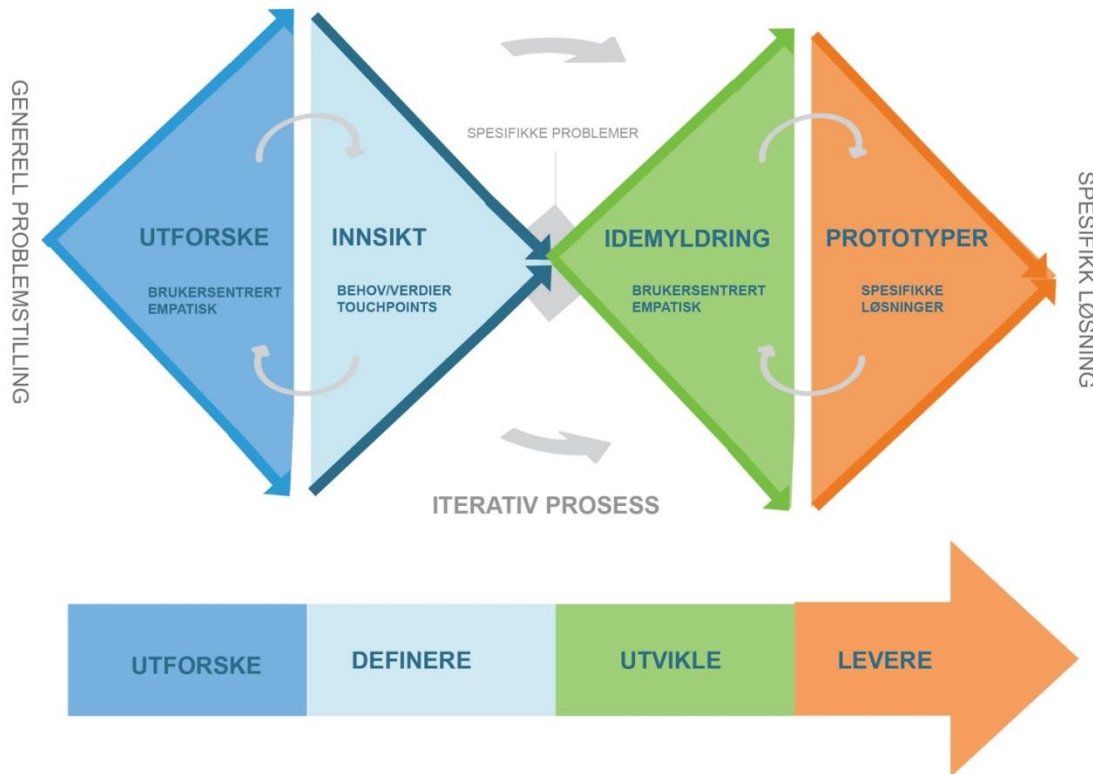 GENERELL PROBLEMSTILLING
SPESIFIKKE PROBLEMER
UTFORSKE
BRUKERSENTRERT
EMPATISK
INNSIKT
BEHOV/VERDIER
TOUCHPOINTS
IDEMYLDRING
BRUKERSENTRERT
EMPATISK
PROTOTYPER
SPESIFIKKE
LØSNINGER
SPESIFIKK LØSNING
ITERATIV PROSESS
UTFORSKE
DEFINERE
UTVIKLE
LEVERE